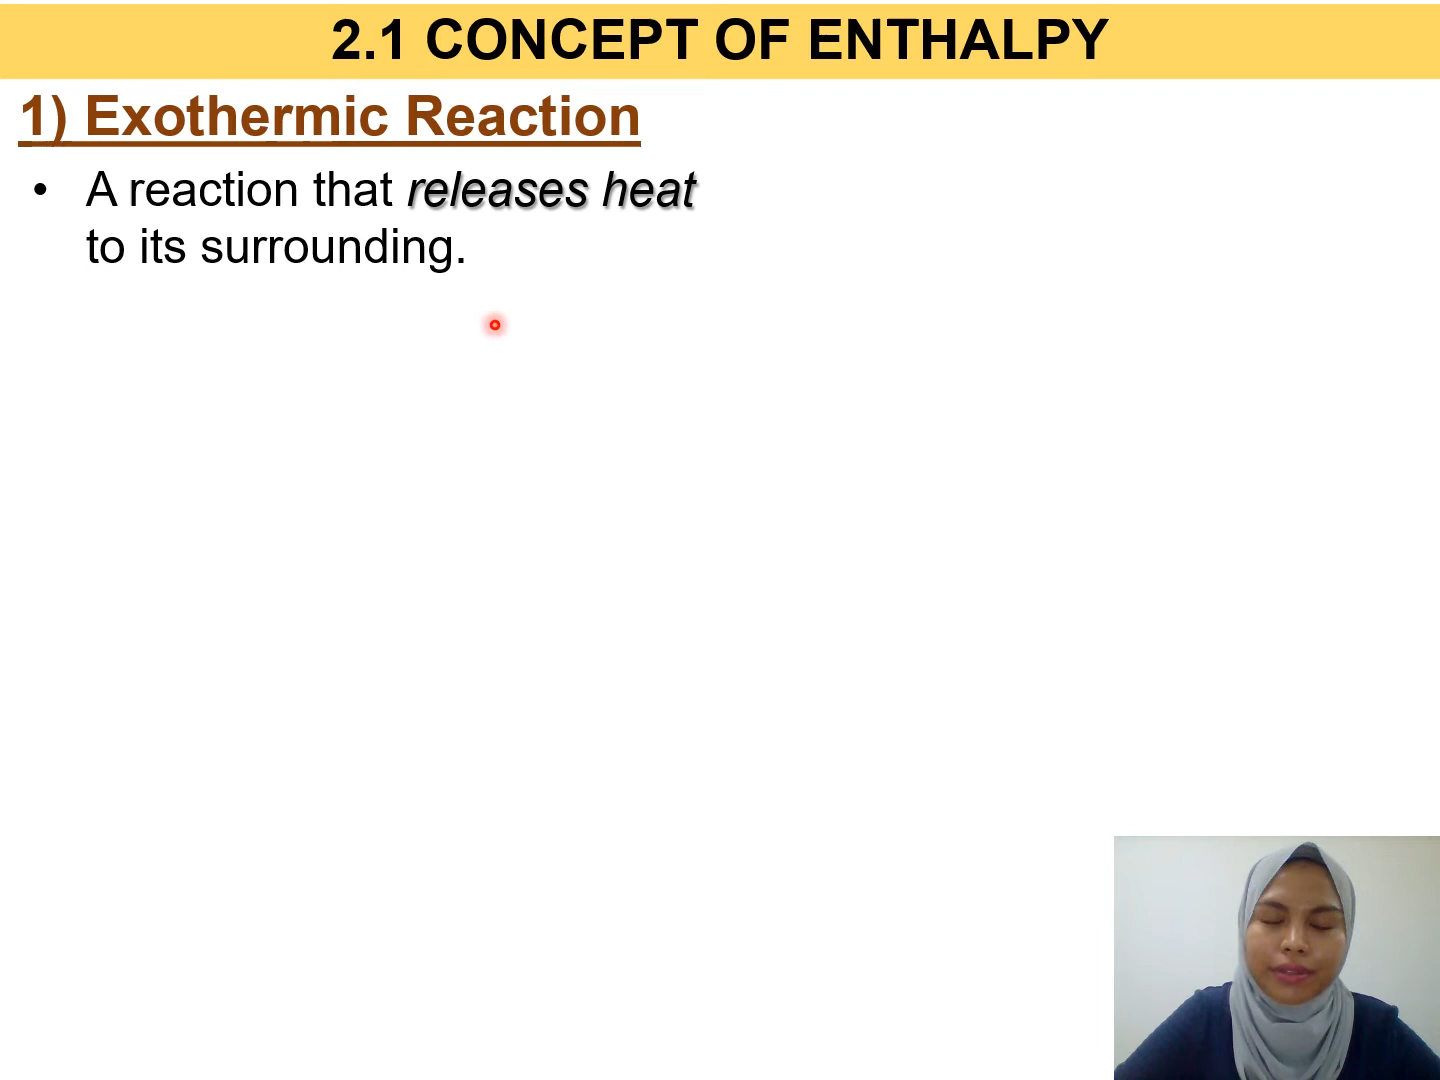 2.1 CONCEPT OF ENTHALPY
1) Exothermic Reaction
• A reaction that releases heat
to its surrounding.